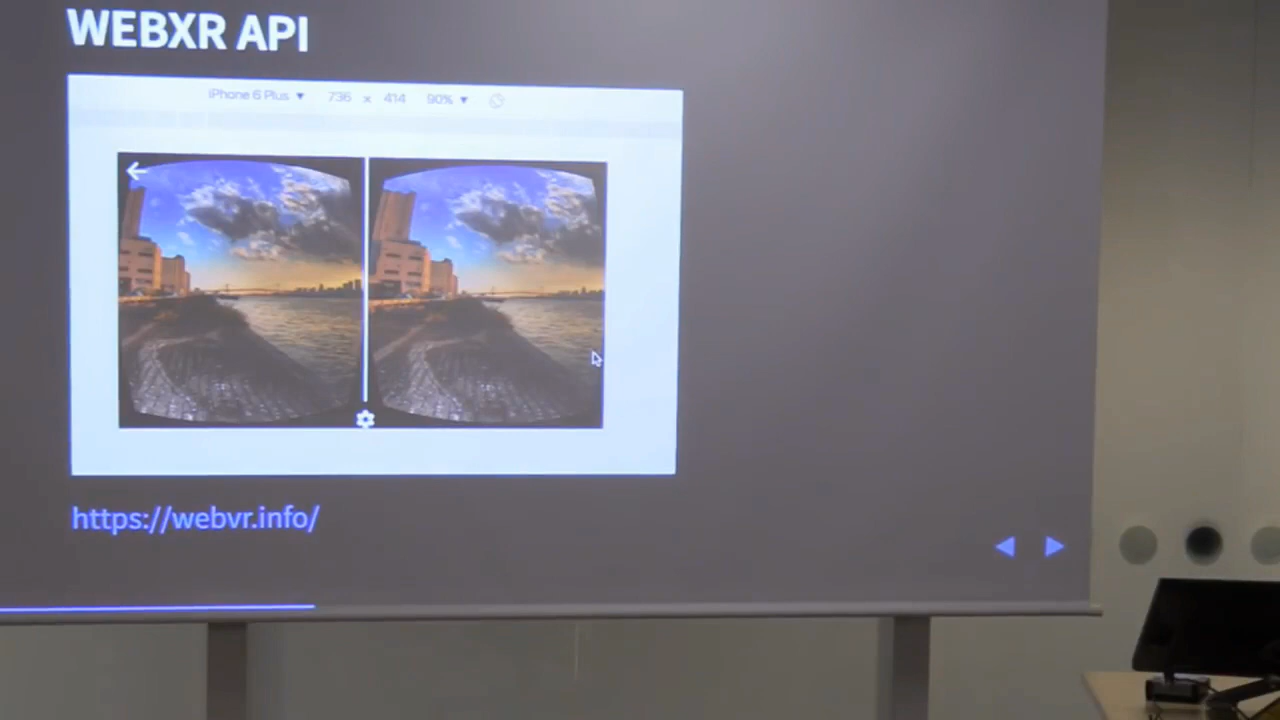 WEBXR API
iPhone 6 Plus ▼ 736 x 414 90% ▼
https://webvr.info/